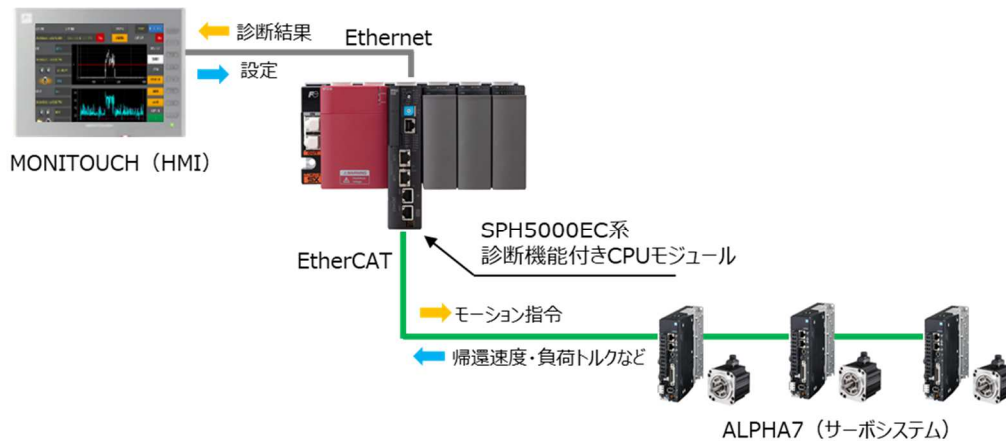 診断結果
Ethernet
設定
MONITOUCH（HMI）
SPH5000EC系
診断機能付きCPUモジュール
EtherCAT
モーション指令
帰還速度・負荷トルクなど
ALPHA7（サーボシステム）